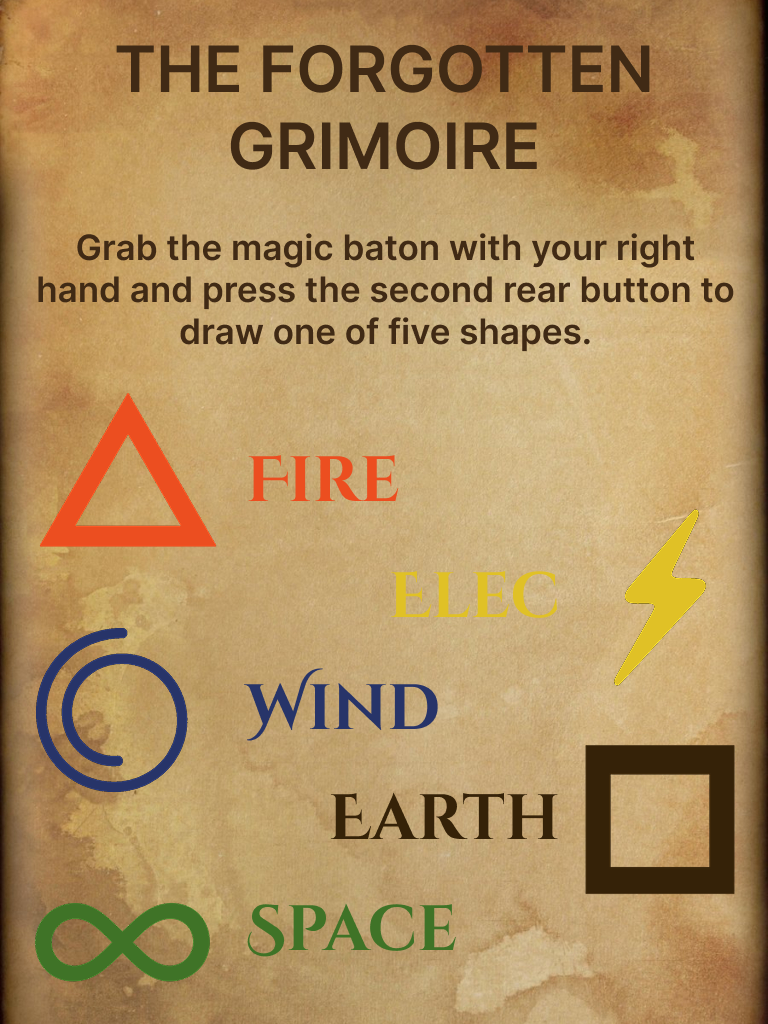 THE FORGOTTEN
GRIMOIRE
Grab the magic baton with your right
hand and press the second rear button to
draw one of five shapes.
FIRE
ELEC
WIND
EARTH
SPACE